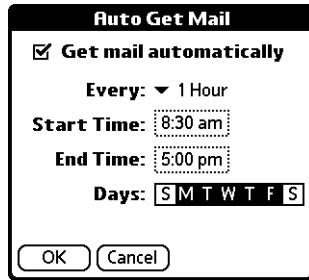 Auto Get Mail
Get mail automatically
Every: 1 Hour
Start Time: 8:30 am
End Time: 5:00 pm
Days: S M T W T F S
OK Cancel